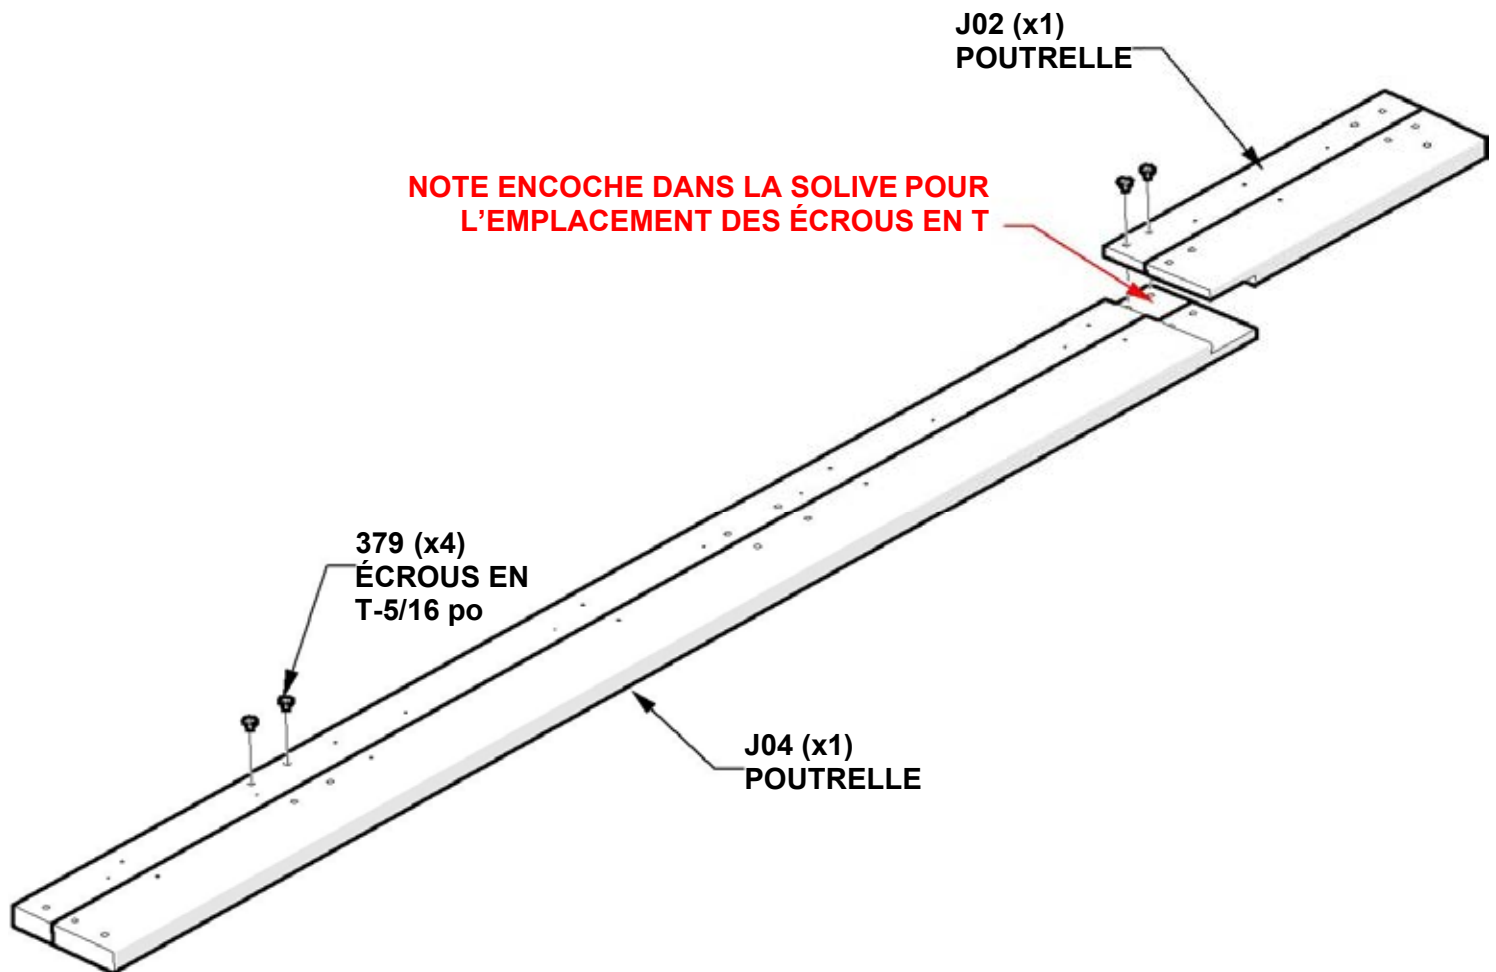 J02 (x1)
POUTRELLE
NOTE ENCOCHE DANS LA SOLIVE POUR
L’EMPLACEMENT DES ÉCROUS EN T
379 (x4)
ÉCROUS EN
T-5/16 po
J04 (x1)
POUTRELLE